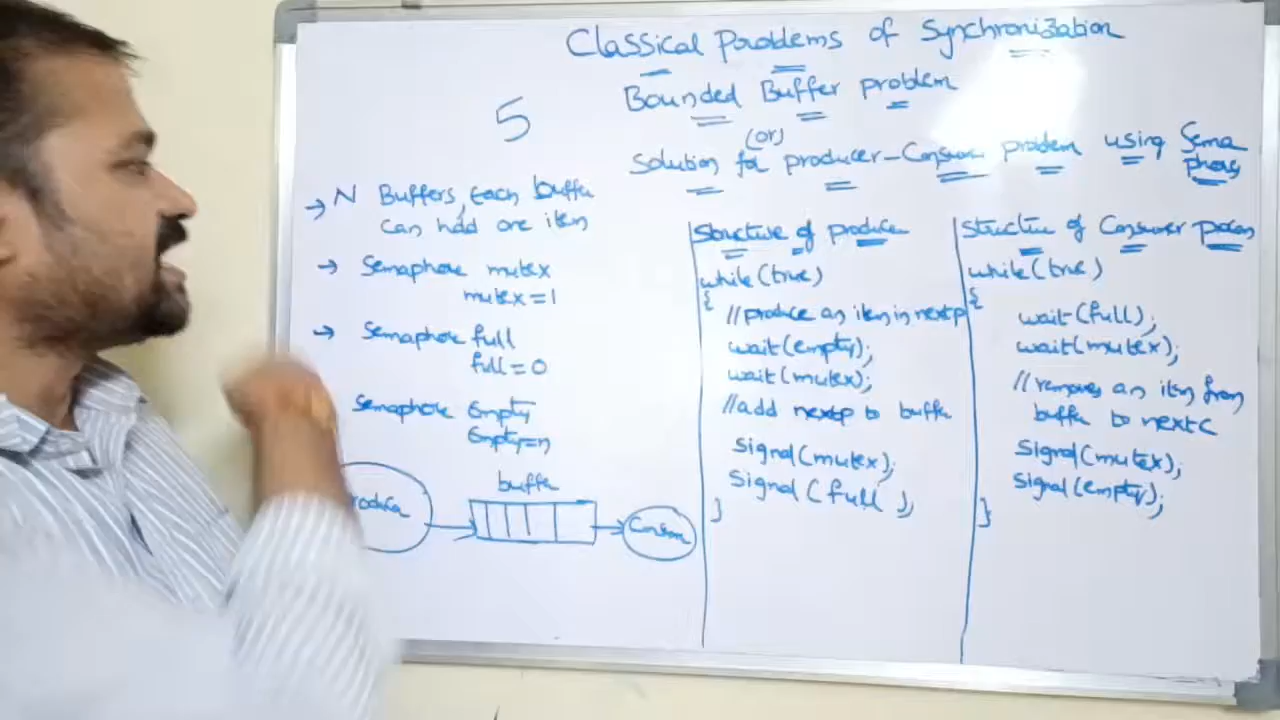 Classical Problems of Synchronization
Bounded Buffer problem
5
(or)
Solution for producer-Consumer problem using Sema
phores
→ N Buffers, each buffer
can hold one item
→ Semaphore mutex
mutex=1
→ Semaphore full
full=0
Semaphore Empty
Empty=n
buffer
Consumer
Structure of producer
while(true)
{
//produce an item in nextp
wait(empty);
wait(mutex);
//add nextp to buffer
signal(mutex);
signal(full);
}
Structure of Consumer process
while(true)
{
wait(full);
wait(mutex);
//removes an item from
buffer to nextc
signal(mutex);
signal(empty);
}